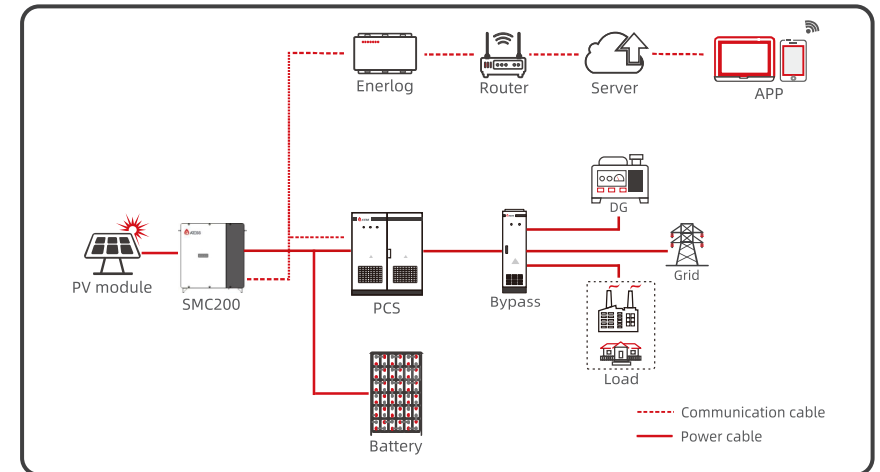 Enerlog
Router
Server
APP
DG
PV module
SMC200
PCS
Bypass
Grid
Load
Battery
Communication cable
Power cable